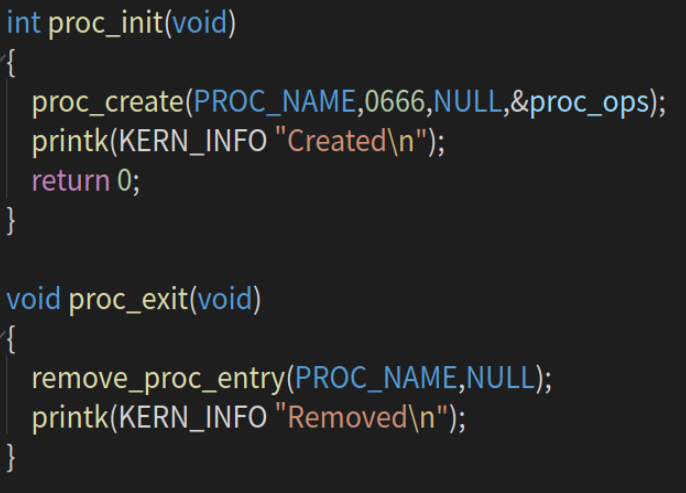 int proc_init(void)
{
    proc_create(PROC_NAME,0666,NULL,&proc_ops);
    printk(KERN_INFO "Created\n");
    return 0;
}

void proc_exit(void)
{
    remove_proc_entry(PROC_NAME,NULL);
    printk(KERN_INFO "Removed\n");
}